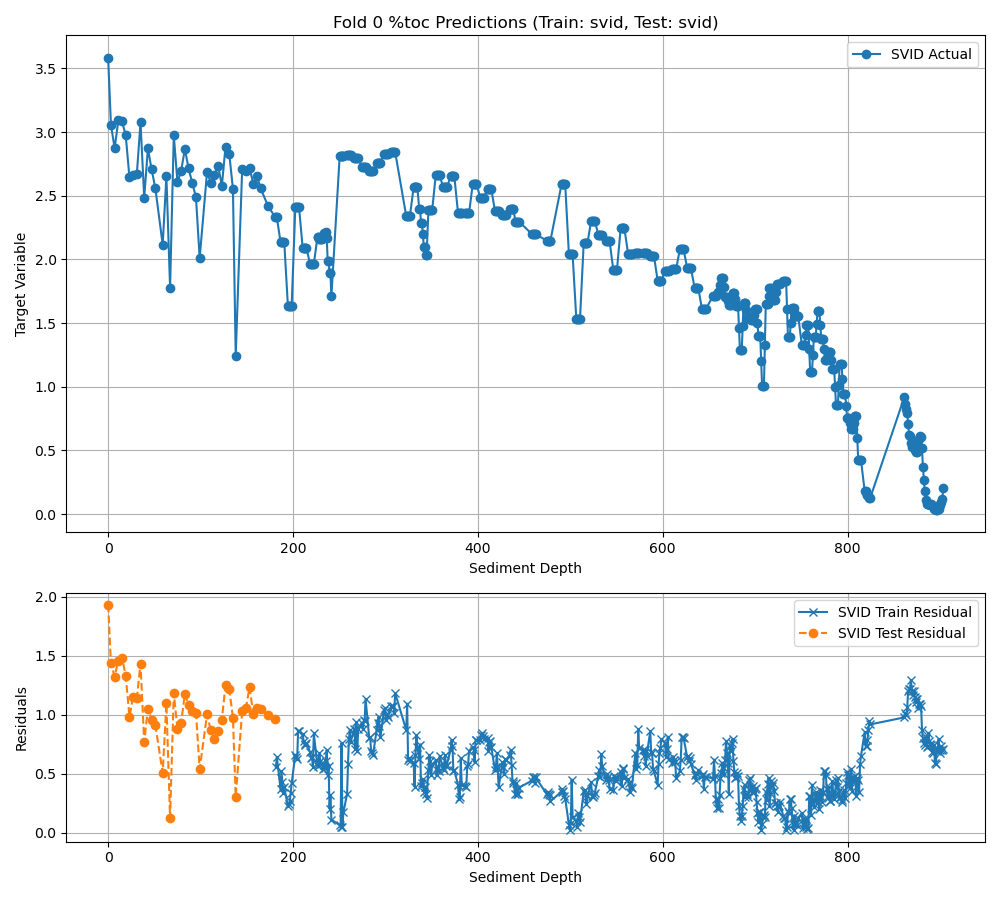 Fold 0 %toc Predictions (Train: svid, Test: svid)
SVID Actual
Target Variable
3.5
3.0
2.5
2.0
1.5
1.0
0.5
0.0
0 200 400 600 800
Sediment Depth
SVID Train Residual
SVID Test Residual
Residuals
2.0
1.5
1.0
0.5
0.0
0 200 400 600 800
Sediment Depth